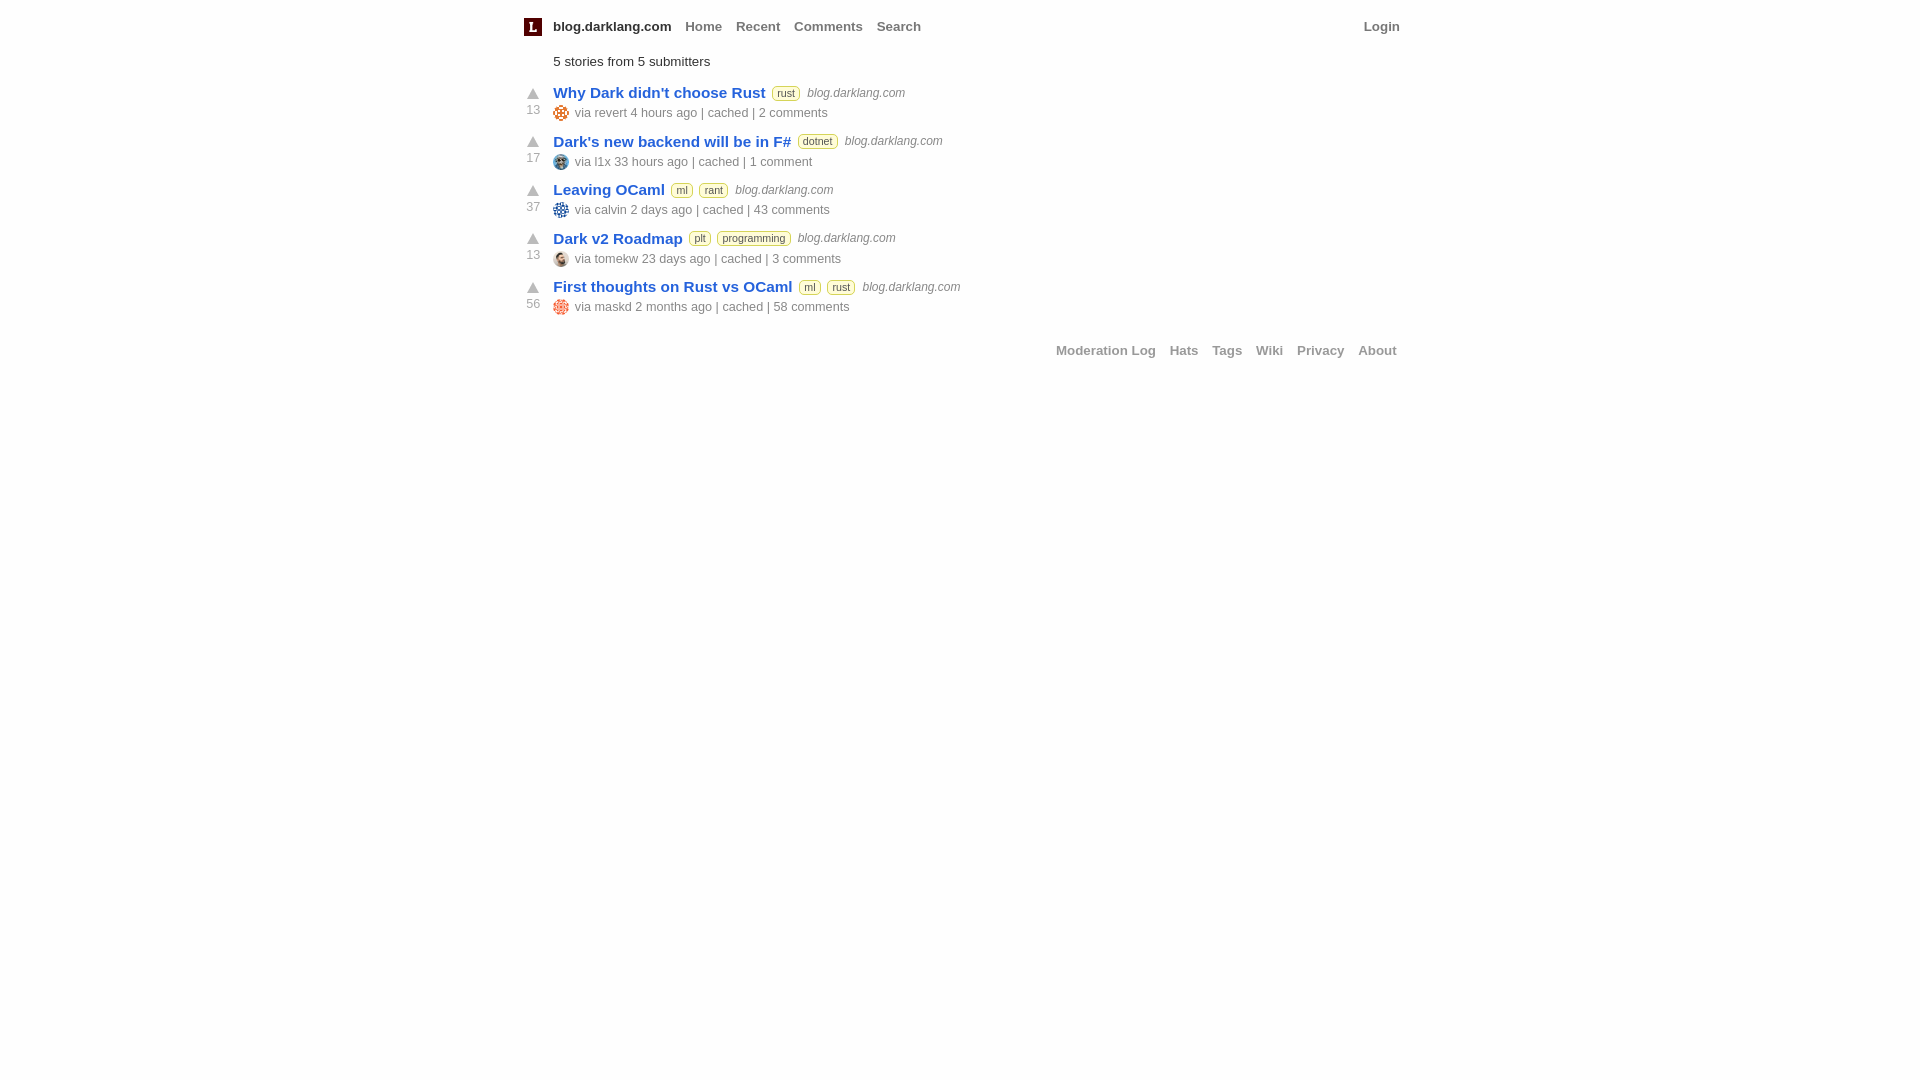 L blog.darklang.com Home Recent Comments Search Login
5 stories from 5 submitters
Why Dark didn't choose Rust rust blog.darklang.com
13
via revert 4 hours ago | cached | 2 comments
Dark's new backend will be in F# dotnet blog.darklang.com
17
via l1x 33 hours ago | cached | 1 comment
Leaving OCaml ml rant blog.darklang.com
37
via calvin 2 days ago | cached | 43 comments
Dark v2 Roadmap plt programming blog.darklang.com
13
via tomekw 23 days ago | cached | 3 comments
First thoughts on Rust vs OCaml ml rust blog.darklang.com
56
via maskd 2 months ago | cached | 58 comments
Moderation Log Hats Tags Wiki Privacy About